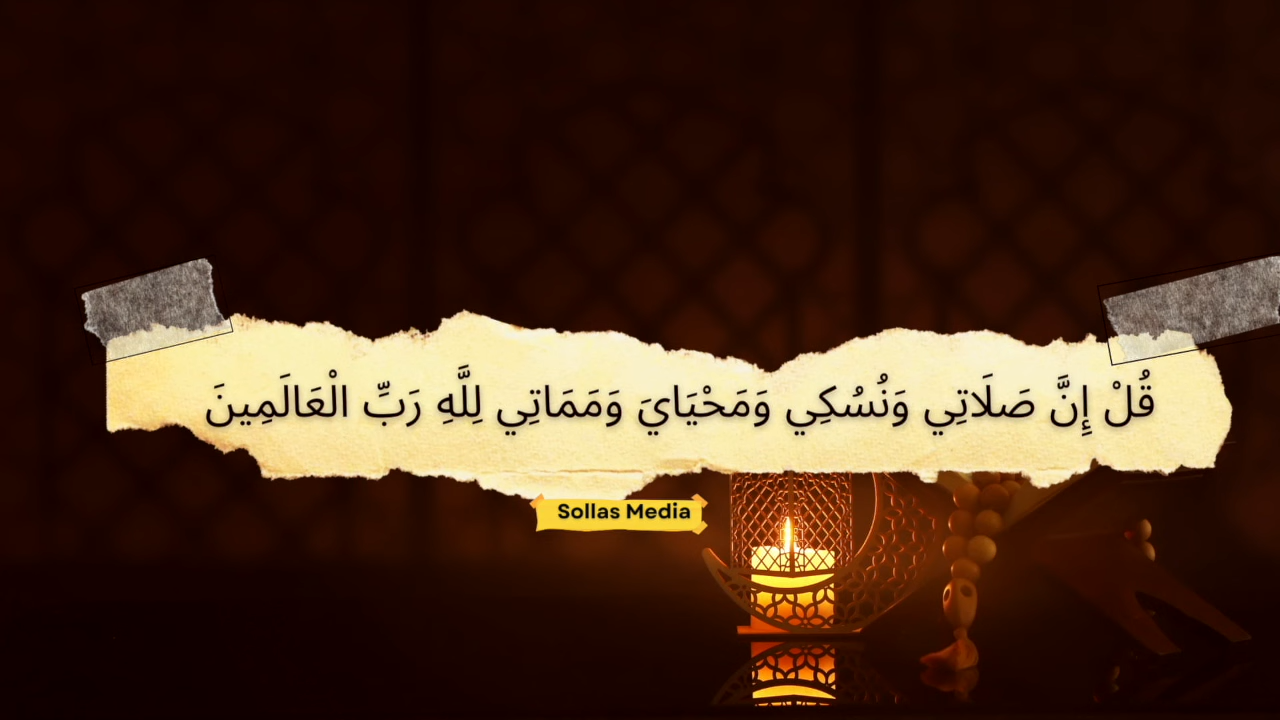 قُلْ إِنَّ صَلَاتِي وَنُسُكِي وَمَحْيَايَ وَمَمَاتِي لِلَّهِ رَبِّ الْعَالَمِينَ
Sollas Media